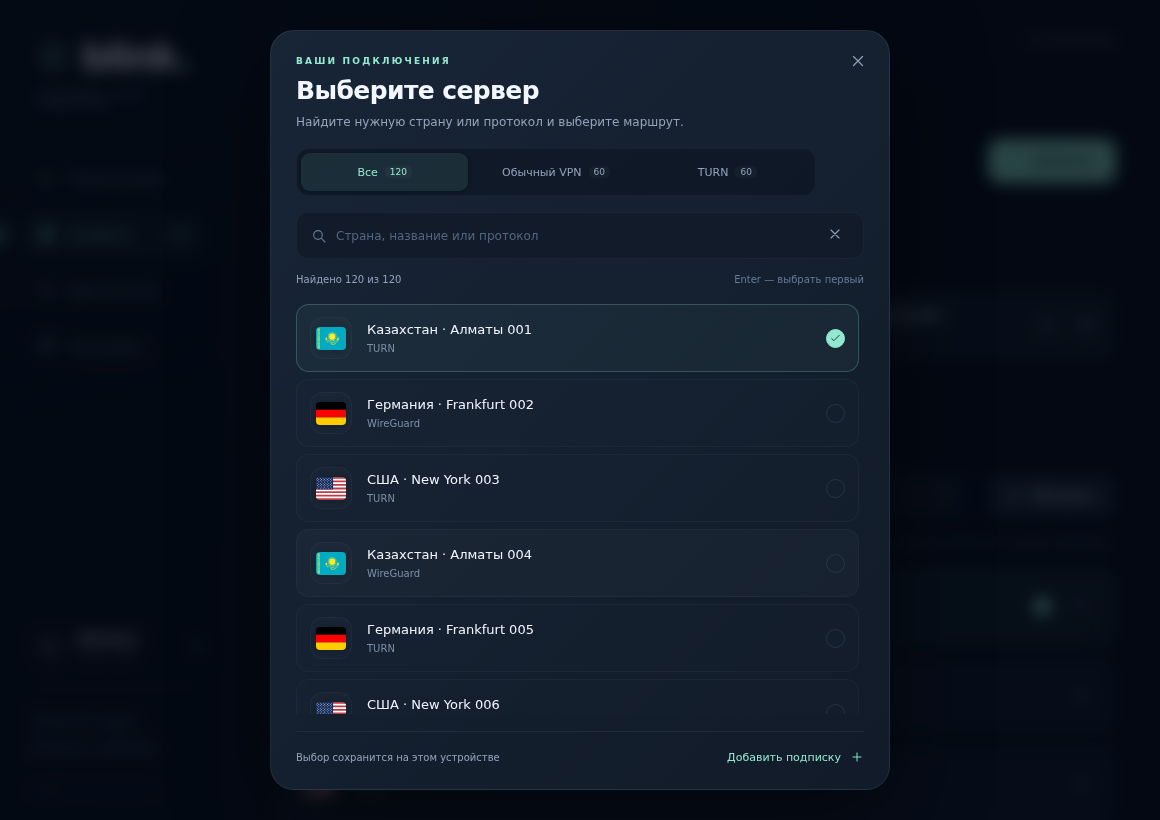 blink.
ВАШИ ПОДКЛЮЧЕНИЯ
Выберите сервер
Найдите нужную страну или протокол и выберите маршрут.
Все 120
Обычный VPN 60
TURN 60
Страна, название или протокол
Найдено 120 из 120
Enter — выбрать первый
Казахстан · Алматы 001
TURN
Германия · Frankfurt 002
WireGuard
США · New York 003
TURN
Казахстан · Алматы 004
WireGuard
Германия · Frankfurt 005
TURN
США · New York 006
Выбор сохранится на этом устройстве
Добавить подписку